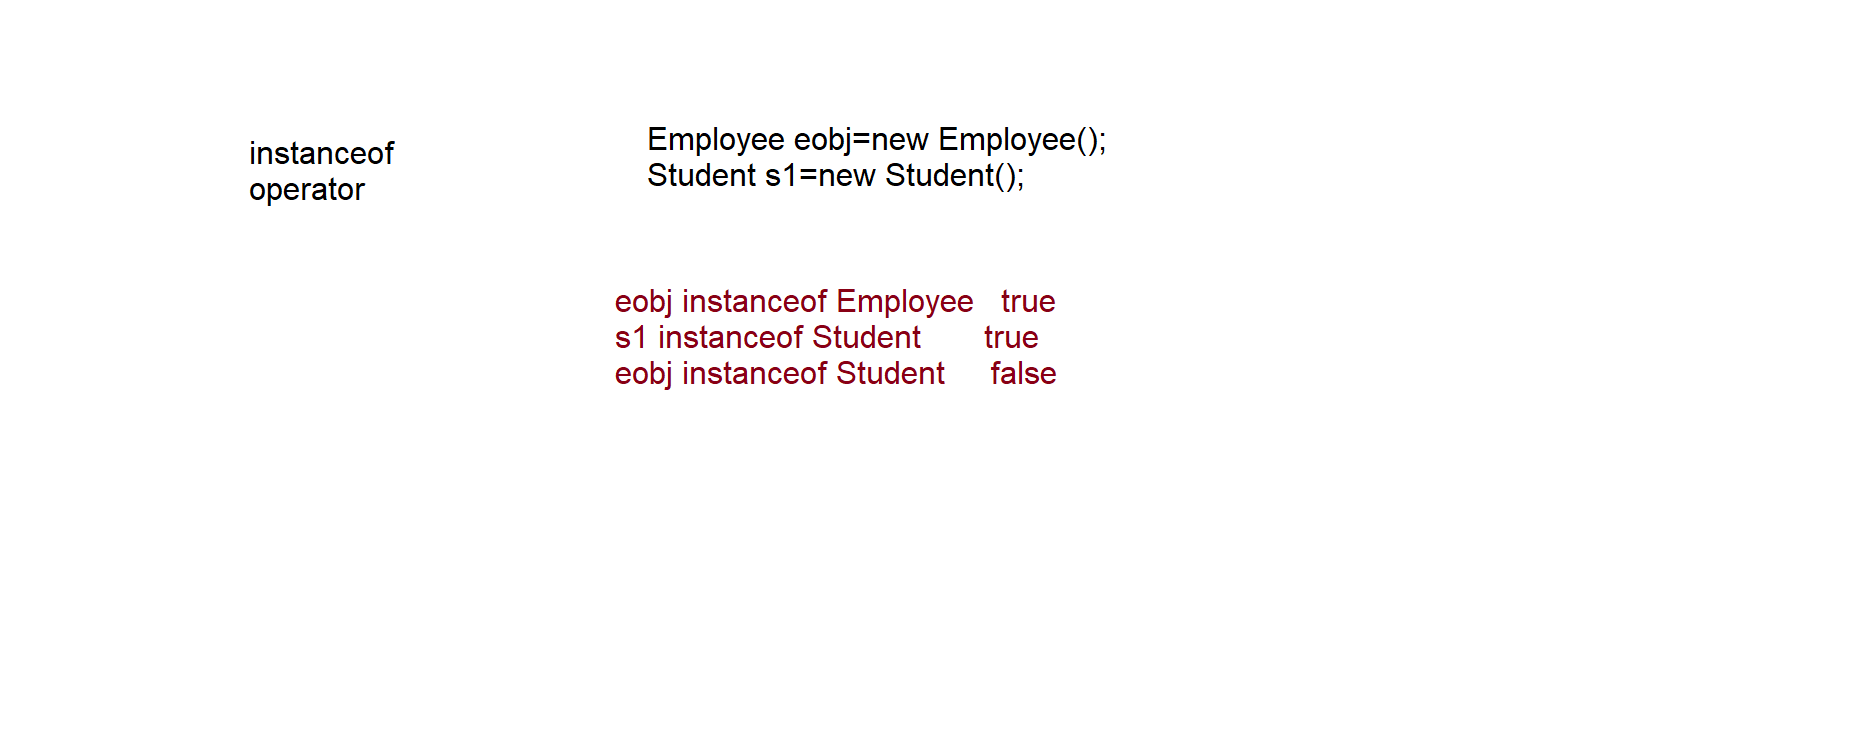 instanceof
operator
Employee eobj=new Employee();
Student s1=new Student();
eobj instanceof Employee true
s1 instanceof Student true
eobj instanceof Student false